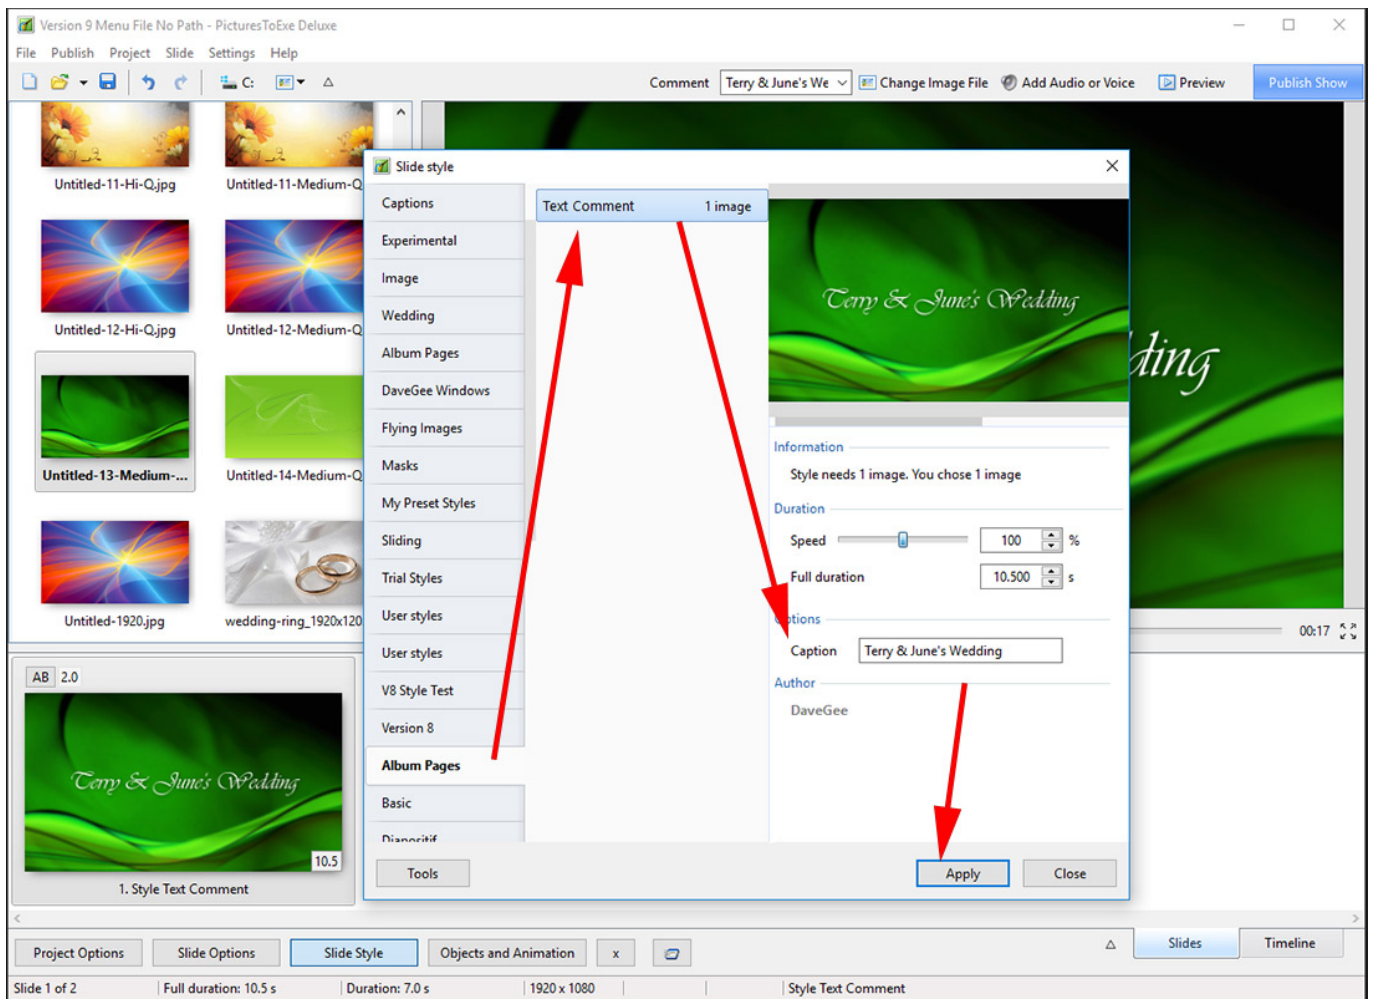 Version 9 Menu File No Path - PicturesToExe Deluxe
File Publish Project Slide Settings Help
C:
Comment Terry & June's We Change Image File Add Audio or Voice Preview Publish Show
Untitled-11-Hi-Q.jpg Untitled-11-Medium-Q
Untitled-12-Hi-Q.jpg Untitled-12-Medium-Q
Untitled-13-Medium-... Untitled-14-Medium-Q
Untitled-1920.jpg wedding-ring_1920x120
Slide style
Captions
Experimental
Image
Wedding
Album Pages
DaveGee Windows
Flying Images
Masks
My Preset Styles
Sliding
Trial Styles
User styles
User styles
V8 Style Test
Version 8
Album Pages
Basic
Diapositif
Text Comment 1 image
Terry & June's Wedding
Information
Style needs 1 image. You chose 1 image
Duration
Speed 100 %
Full duration 10.500 s
Options
Caption Terry & June's Wedding
Author
DaveGee
Tools Apply Close
dding
00:17
AB 2.0
Terry & June's Wedding
10.5
1. Style Text Comment
Project Options Slide Options Slide Style Objects and Animation x
Slides Timeline
Slide 1 of 2 Full duration: 10.5 s Duration: 7.0 s 1920 x 1080 Style Text Comment